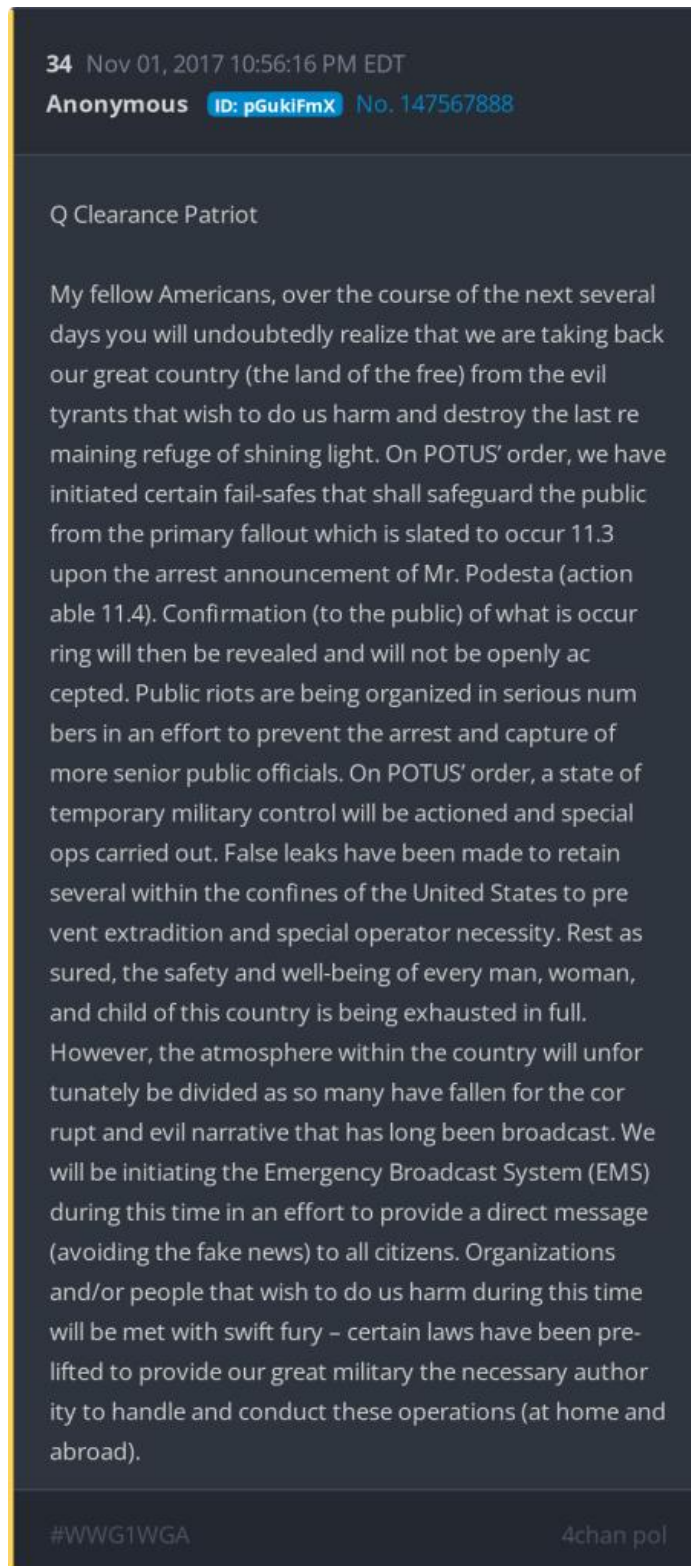 34 Nov 01, 2017 10:56:16 PM EDT
Anonymous ID: pGukiFmX No. 147567888
Q Clearance Patriot
My fellow Americans, over the course of the next several
days you will undoubtedly realize that we are taking back
our great country (the land of the free) from the evil
tyrants that wish to do us harm and destroy the last re
maining refuge of shining light. On POTUS’ order, we have
initiated certain fail-safes that shall safeguard the public
from the primary fallout which is slated to occur 11.3
upon the arrest announcement of Mr. Podesta (action
able 11.4). Confirmation (to the public) of what is occur
ring will then be revealed and will not be openly ac
cepted. Public riots are being organized in serious num
bers in an effort to prevent the arrest and capture of
more senior public officials. On POTUS’ order, a state of
temporary military control will be actioned and special
ops carried out. False leaks have been made to retain
several within the confines of the United States to pre
vent extradition and special operator necessity. Rest as
sured, the safety and well-being of every man, woman,
and child of this country is being exhausted in full.
However, the atmosphere within the country will unfor
tunately be divided as so many have fallen for the cor
rupt and evil narrative that has long been broadcast. We
will be initiating the Emergency Broadcast System (EMS)
during this time in an effort to provide a direct message
(avoiding the fake news) to all citizens. Organizations
and/or people that wish to do us harm during this time
will be met with swift fury – certain laws have been pre-
lifted to provide our great military the necessary author
ity to handle and conduct these operations (at home and
abroad).
#WWG1WGA 4chan pol